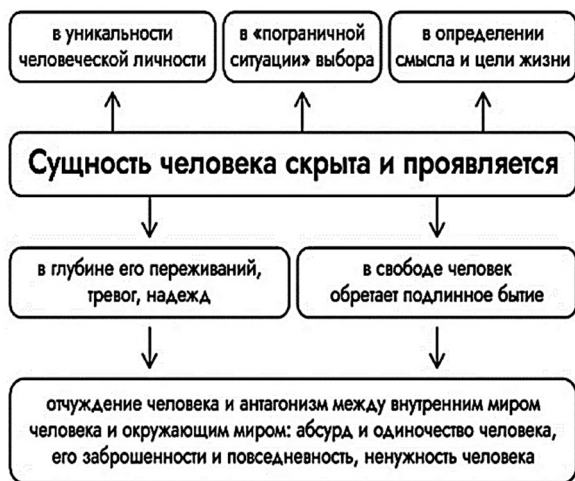 в уникальности
человеческой личности
в «пограничной
ситуации» выбора
в определении
смысла и цели жизни
Сущность человека скрыта и проявляется
в глубине его переживаний,
тревог, надежд
в свободе человек
обретает подлинное бытие
отчуждение человека и антагонизм между внутренним миром
человека и окружающим миром: абсурд и одиночество человека,
его заброшенности и повседневность, ненужность человека